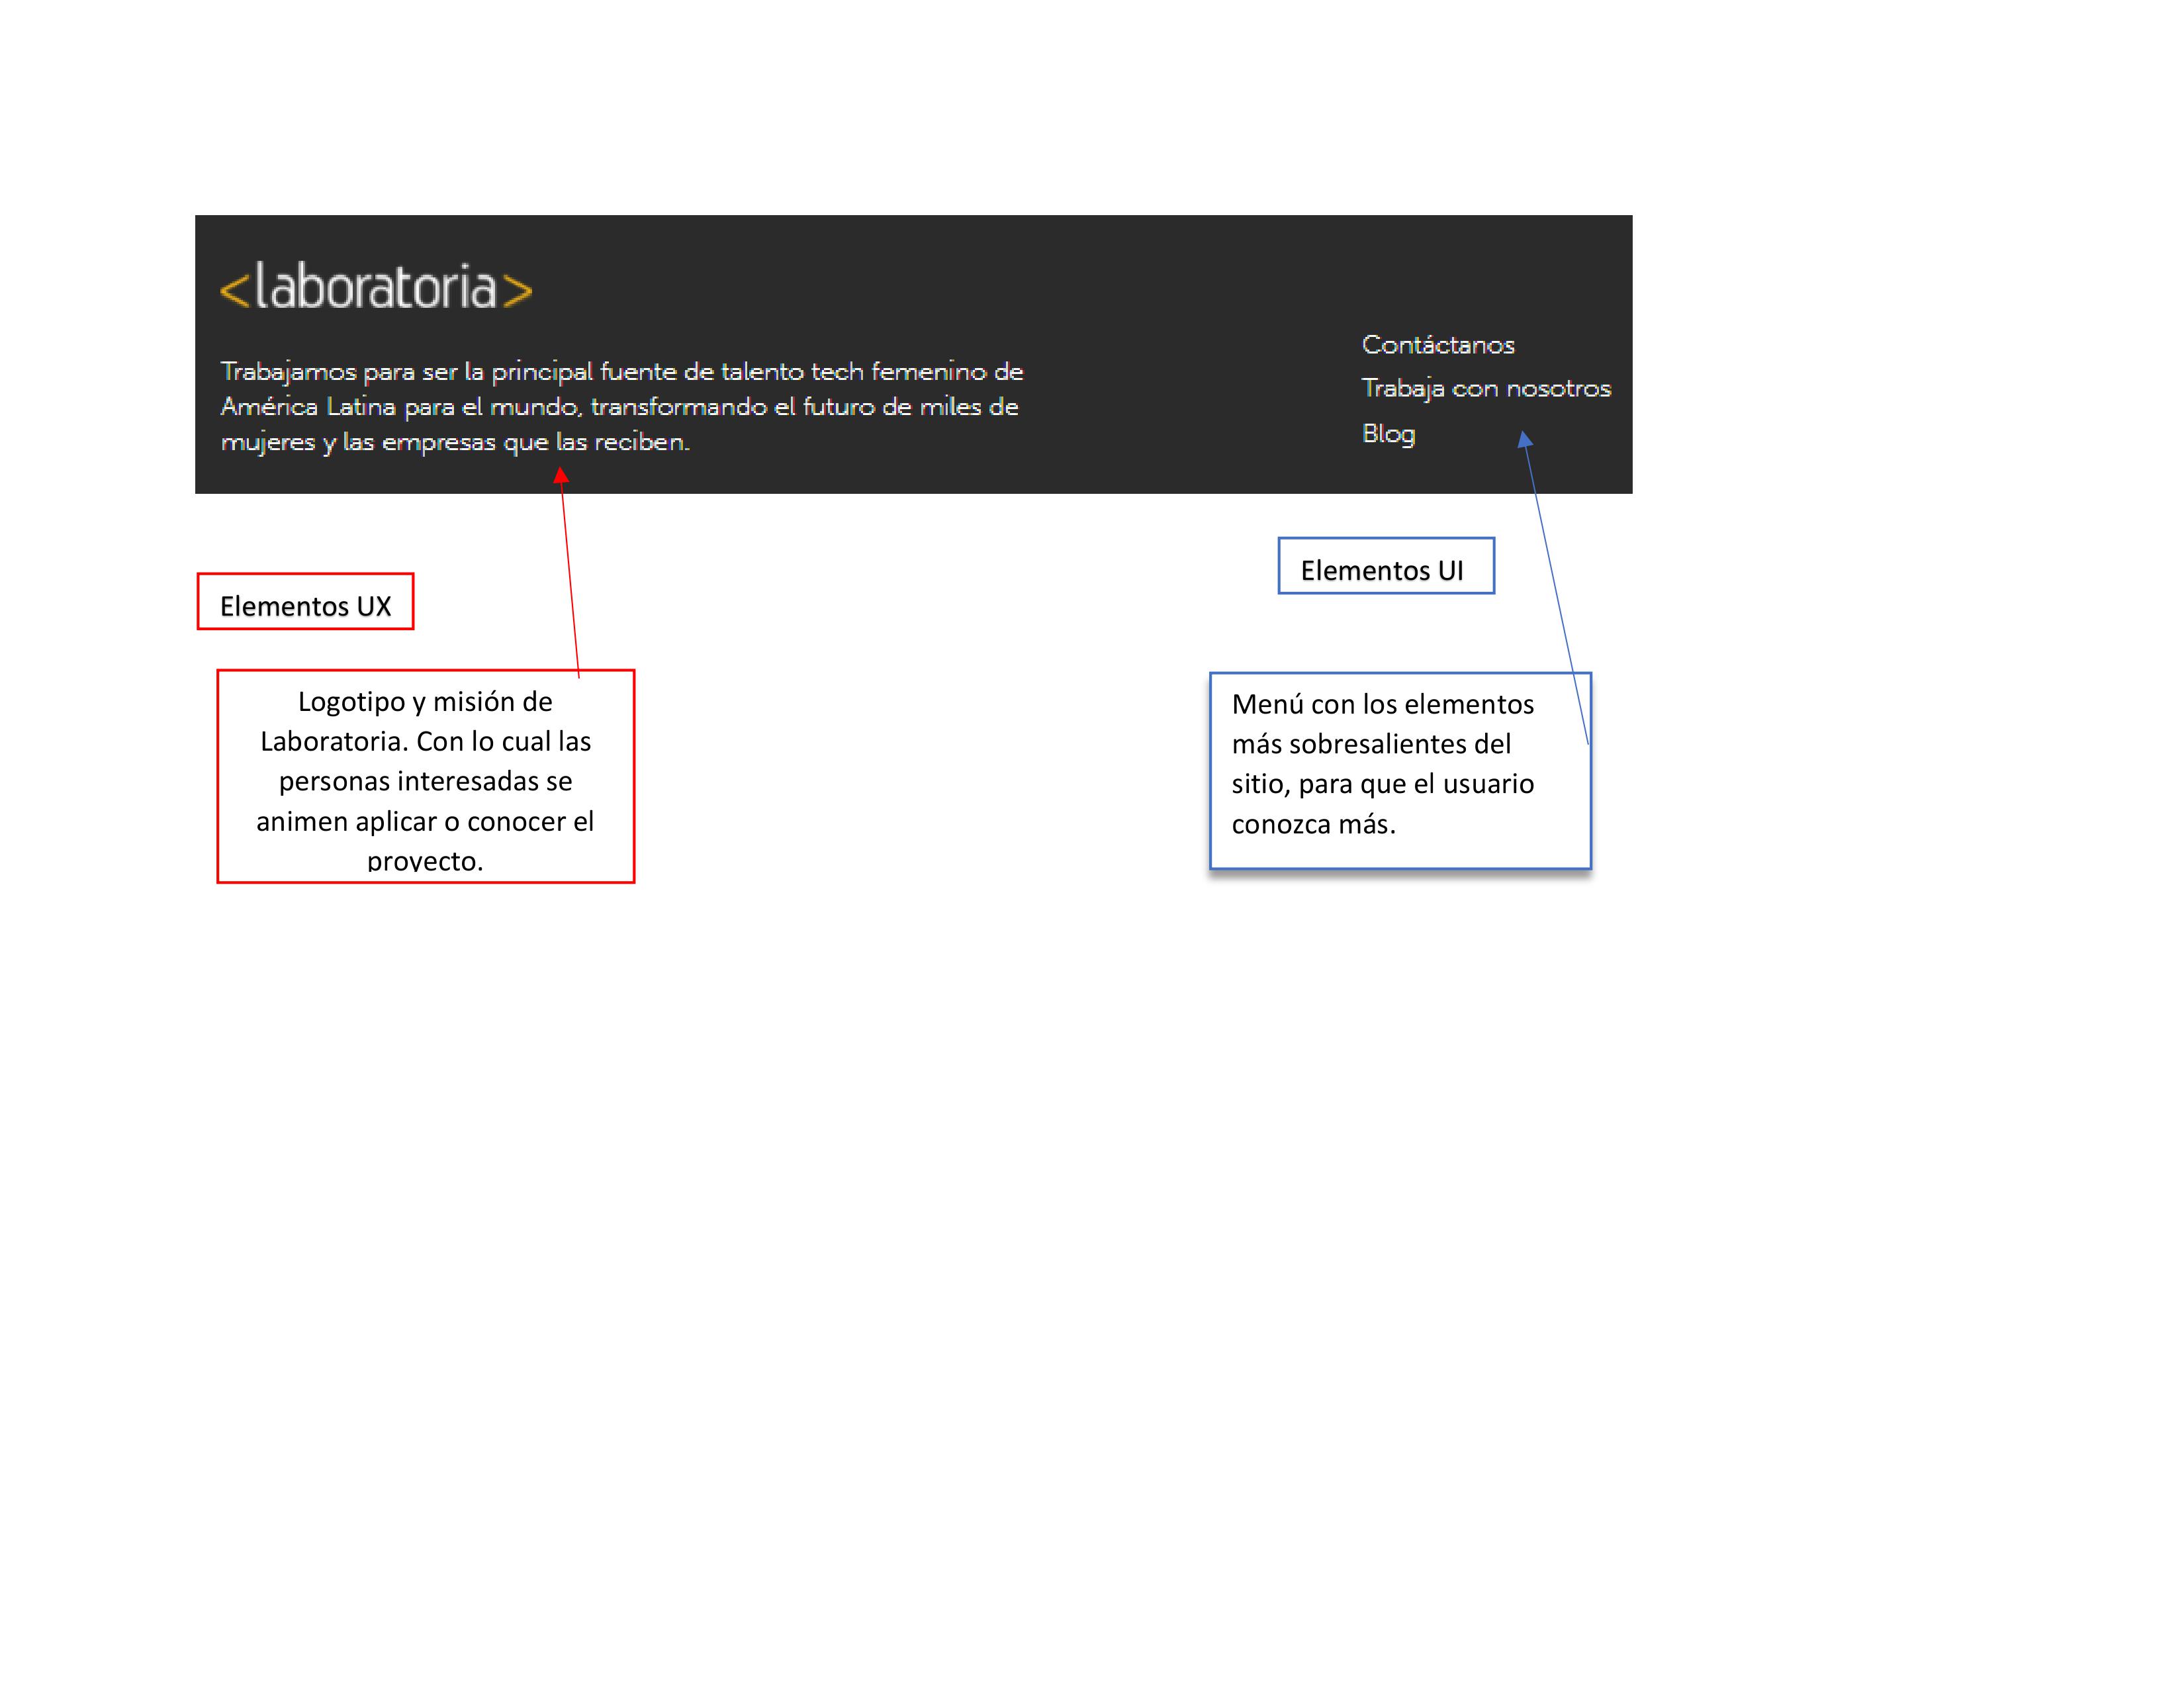 <laboratoria>
Trabajamos para ser la principal fuente de talento tech femenino de
América Latina para el mundo, transformando el futuro de miles de
mujeres y las empresas que las reciben.
Contáctanos
Trabaja con nosotros
Blog
Elementos UX
Logotipo y misión de
Laboratoria. Con lo cual las
personas interesadas se
animen aplicar o conocer el
proyecto.
Elementos UI
Menú con los elementos
más sobresalientes del
sitio, para que el usuario
conozca más.